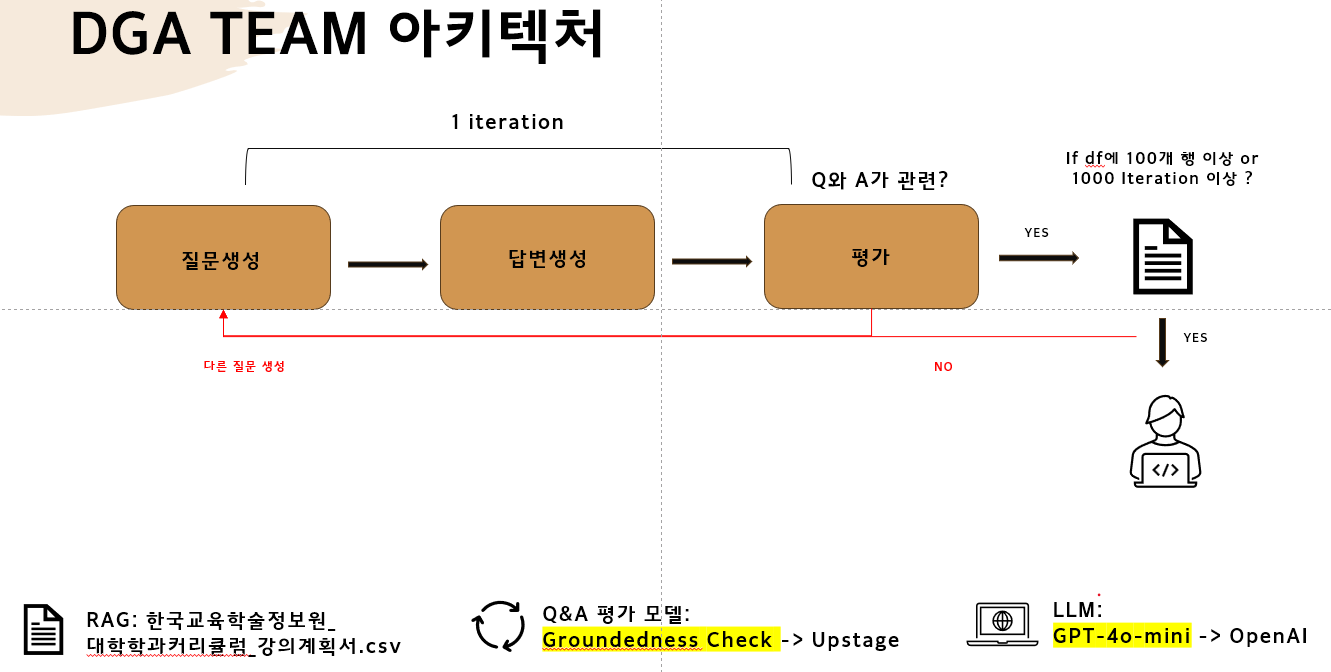 DGA TEAM 아키텍처
1 iteration
If df에 100개 행 이상 or
1000 Iteration 이상 ?
Q와 A가 관련?
질문생성
답변생성
평가
YES
YES
다른 질문 생성
NO
RAG: 한국교육학술정보원_
대학학과커리큘럼_강의계획서.csv
Q&A 평가 모델:
Groundedness Check -> Upstage
LLM:
GPT-4o-mini -> OpenAI